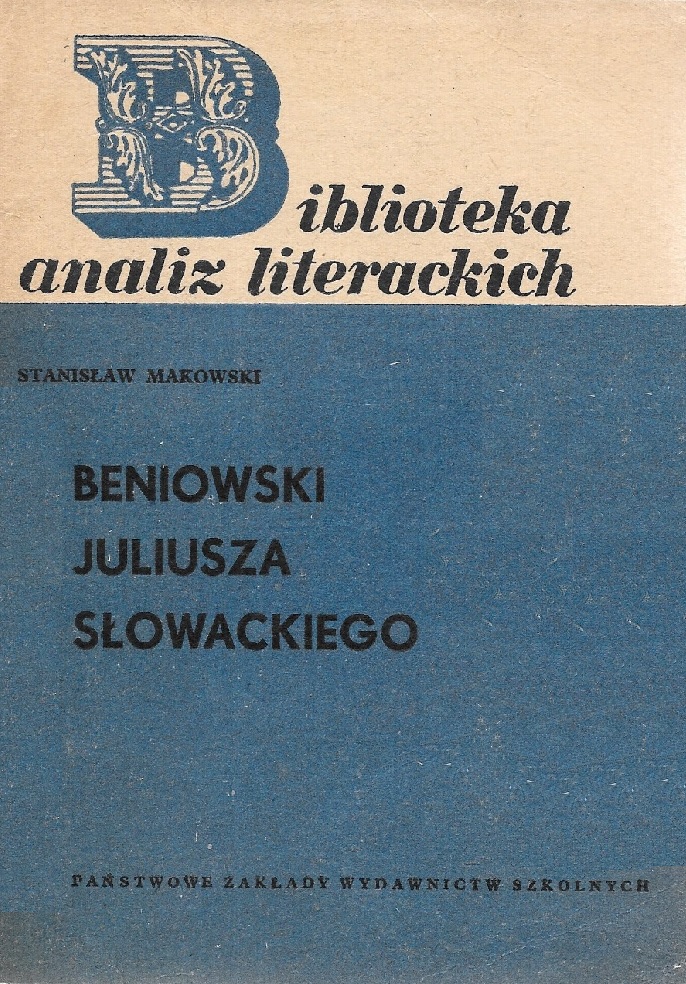 Biblioteka
analiz literackich
STANISŁAW MAKOWSKI
BENIOWSKI
JULIUSZA
SŁOWACKIEGO
PAŃSTWOWE ZAKŁADY WYDAWNICTW SZKOLNYCH